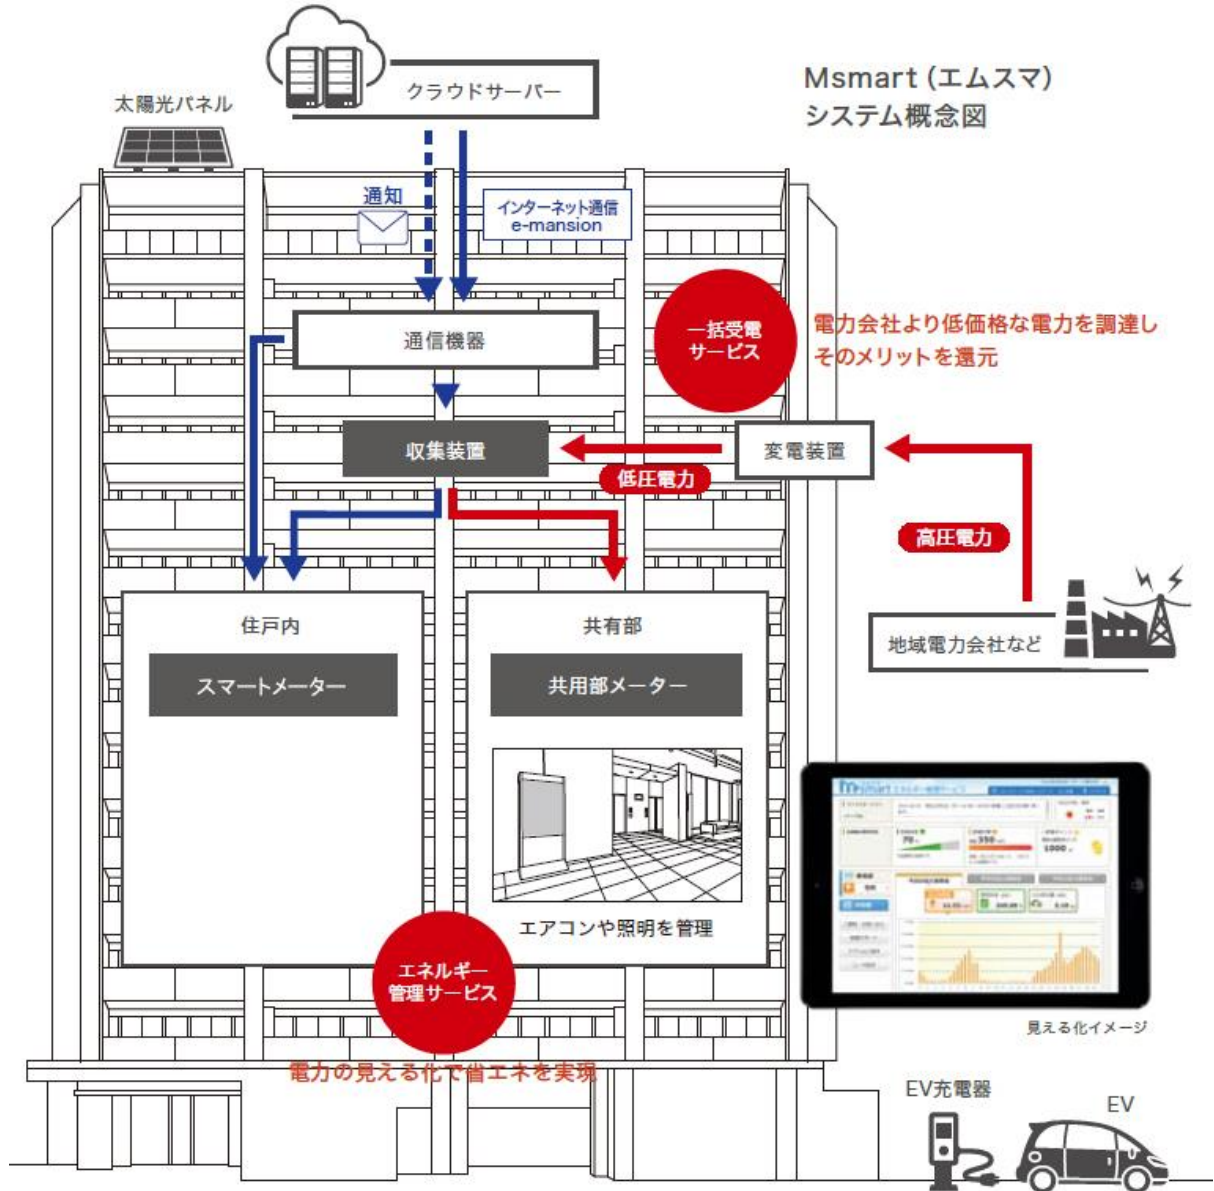 Msmart（エムスマ）
システム概念図
クラウドサーバー
太陽光パネル
通知
インターネット通信
e-mansion
一括受電
サービス
電力会社より低価格な電力を調達し
そのメリットを還元
通信機器
収集装置
変電装置
低圧電力
高圧電力
地域電力会社など
住戸内
スマートメーター
共有部
共用部メーター
エアコンや照明を管理
エネルギー
管理サービス
電力の見える化で省エネを実現
msmart
70
350
1000
見える化イメージ
EV充電器
EV